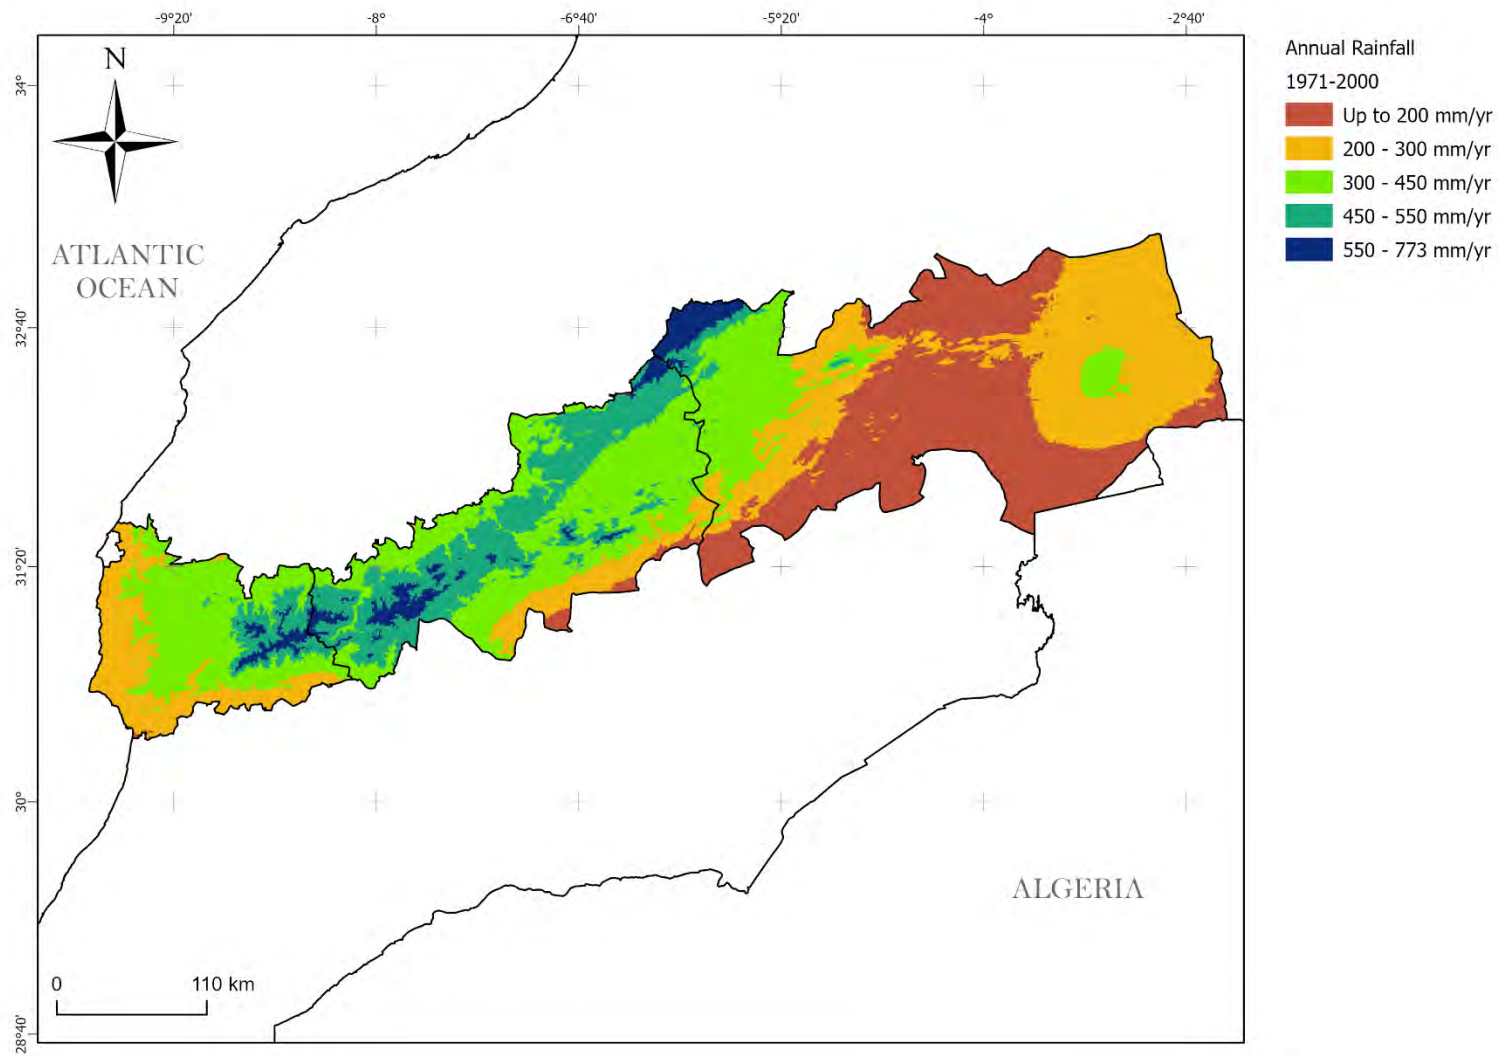 -9°20' -8° -6°40' -5°20' -4° -2°40'
N
34°
32°40'
31°20'
30°
28°40'
ATLANTIC
OCEAN
ALGERIA
0 110 km
Annual Rainfall
1971-2000
Up to 200 mm/yr
200 - 300 mm/yr
300 - 450 mm/yr
450 - 550 mm/yr
550 - 773 mm/yr